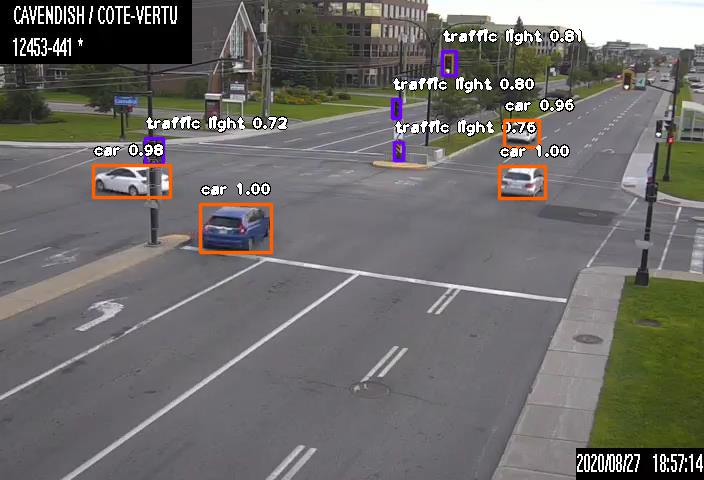 CAVENDISH / COTE-VERTU
12453-441 *
traffic light 0.81
traffic light 0.80
car 0.96
traffic light 0.76
traffic light 0.72
car 0.98
car 1.00
car 1.00
2020/08/27 18:57:14